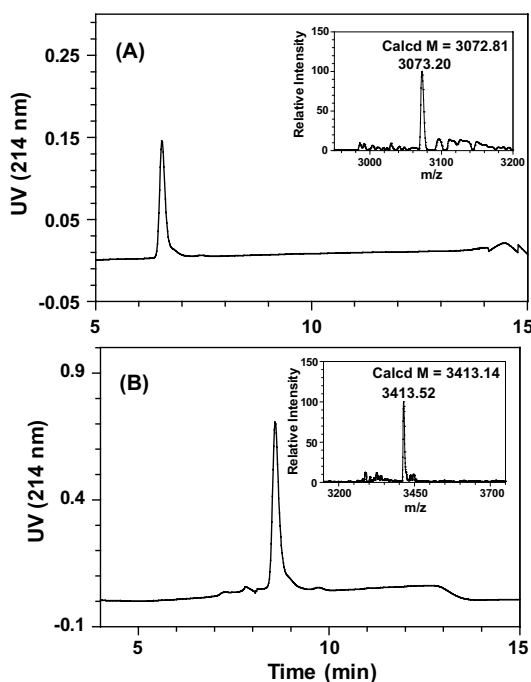 (A)
UV (214 nm)
0.30
0.15
0.05
-0.05
5
10
15
Calcd M = 3072.81
3073.20
Relative Intensity
150
100
50
0
3000
3100
3200
m/z
(B)
UV (214 nm)
0.9
0.4
-0.1
5
10
15
Time (min)
Calcd M = 3413.14
3413.52
Relative Intensity
150
100
50
0
3200
3450
3700
m/z